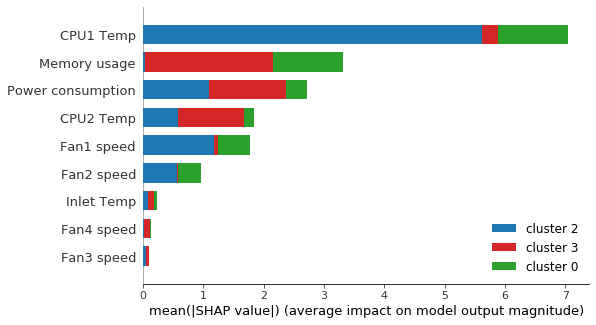 CPU1 Temp
Memory usage
Power consumption
CPU2 Temp
Fan1 speed
Fan2 speed
Inlet Temp
Fan4 speed
Fan3 speed
cluster 2
cluster 3
cluster 0
0 1 2 3 4 5 6 7
mean(|SHAP value|) (average impact on model output magnitude)